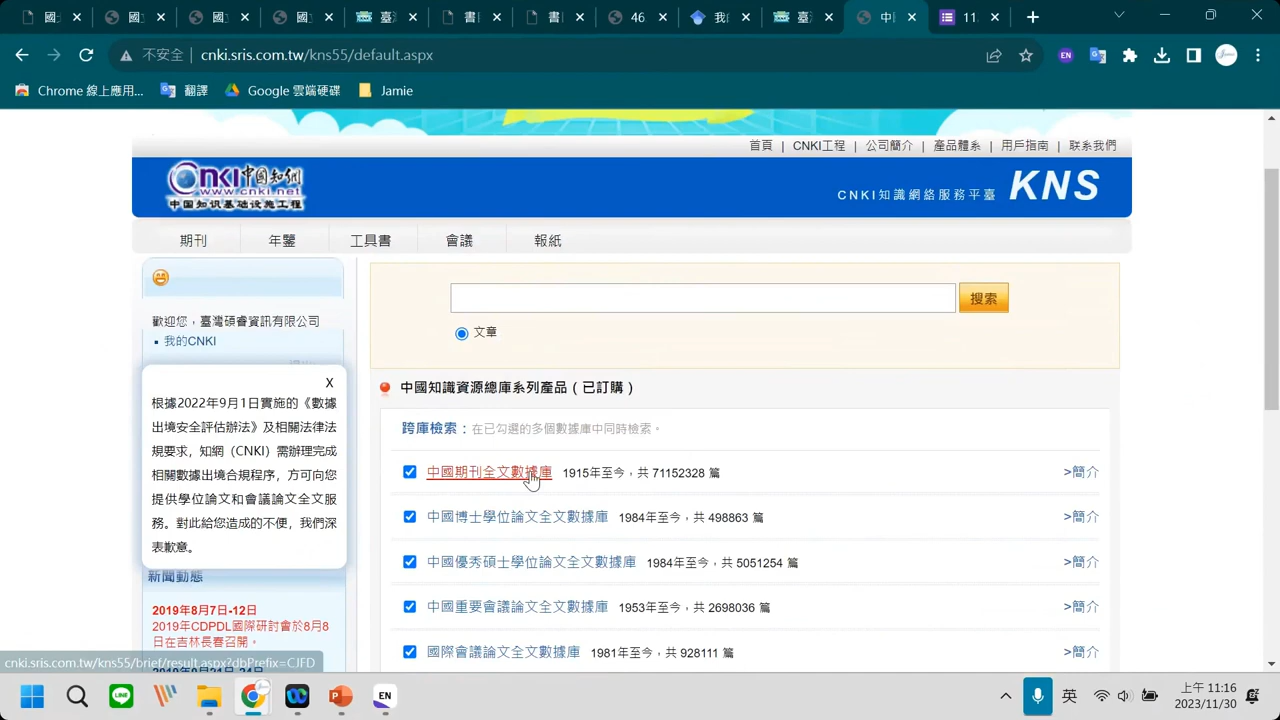 國
國
國
臺
書目
書目
46
我的
臺
中國
11.
不安全 cnki.sris.com.tw/kns55/default.aspx
EN
Chrome 線上應用... 翻譯 Google 雲端硬碟 Jamie
首頁 | CNKI工程 | 公司簡介 | 產品體系 | 用戶指南 | 联系我們
Cnki中国知网
www.cnki.net
中国知识基础设施工程
CNKI知識網絡服務平臺 KNS
期刊 年鑒 工具書 會議 報紙
搜索
文章
歡迎您，臺灣碩睿資訊有限公司
我的CNKI
X
根據2022年9月1日實施的《數據
出境安全評估辦法》及相關法律法
規要求，知網（CNKI）需辦理完成
相關數據出境合規程序，方可向您
提供學位論文和會議論文全文服
務。對此給您造成的不便，我們深
表歉意。
新聞動態
2019年8月7日-12日
2019年CDPDL國際研討會於8月8
日在吉林長春召開。
中國知識資源總庫系列產品（已訂購）
跨庫檢索：在已勾選的多個數據庫中同時檢索。
中國期刊全文數據庫 1915年至今，共 71152328 篇 >簡介
中國博士學位論文全文數據庫 1984年至今，共 498863 篇 >簡介
中國優秀碩士學位論文全文數據庫 1984年至今，共 5051254 篇 >簡介
中國重要會議論文全文數據庫 1953年至今，共 2698036 篇 >簡介
國際會議論文全文數據庫 1981年至今，共 928111 篇 >簡介
cnki.sris.com.tw/kns55/brief/result.aspx?dbPrefix=CJFD
LINE
EN
英
上午 11:16
2023/11/30